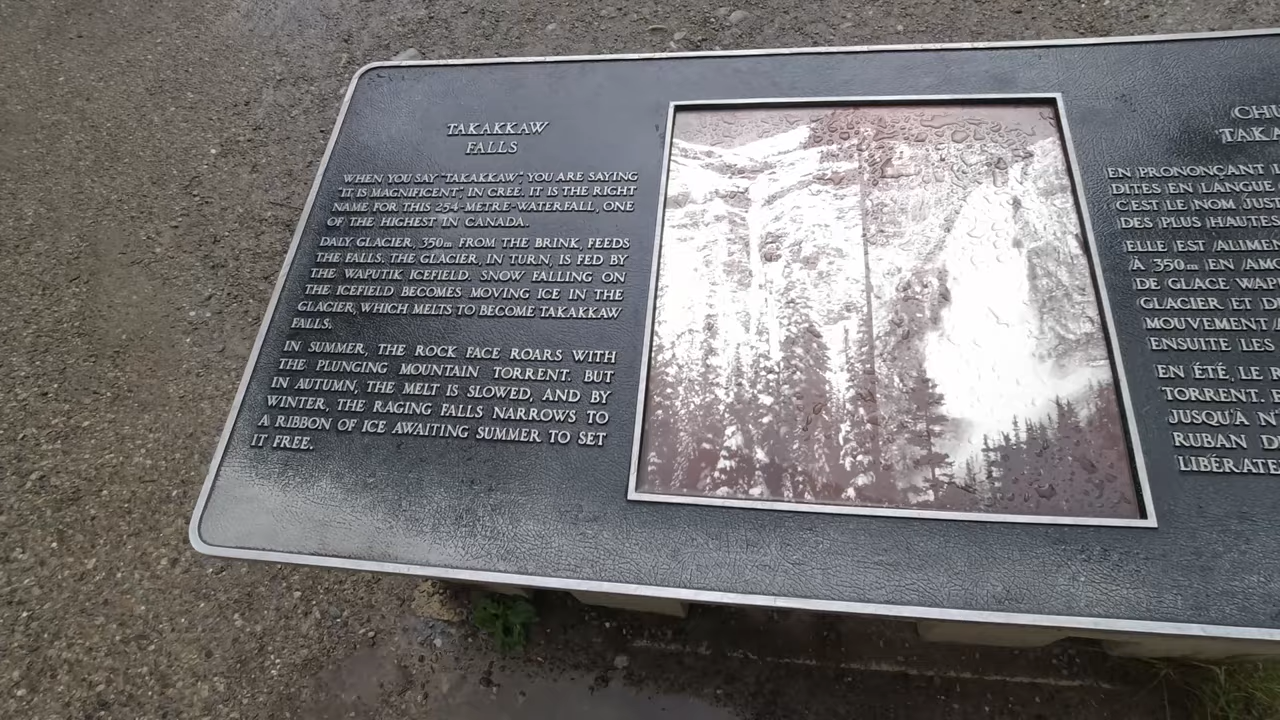 TAKAKKAW
FALLS
WHEN YOU SAY "TAKAKKAW" YOU ARE SAYING
"IT IS MAGNIFICENT" IN CREE. IT IS THE RIGHT
NAME FOR THIS 254-METRE-WATERFALL, ONE
OF THE HIGHEST IN CANADA.
DALY GLACIER, 350m FROM THE BRINK, FEEDS
THE FALLS. THE GLACIER, IN TURN, IS FED BY
THE WAPUTIK ICEFIELD. SNOW FALLING ON
THE ICEFIELD BECOMES MOVING ICE IN THE
GLACIER, WHICH MELTS TO BECOME TAKAKKAW
FALLS.
IN SUMMER, THE ROCK FACE ROARS WITH
THE PLUNGING MOUNTAIN TORRENT. BUT
IN AUTUMN, THE MELT IS SLOWED, AND BY
WINTER, THE RAGING FALLS NARROWS TO
A RIBBON OF ICE AWAITING SUMMER TO SET
IT FREE.
EN PRONONÇANT
DITES EN LANGUE
C'EST LE NOM
DES PLUS HAUTES
ELLE EST
À 350m EN
DE GLACE
GLACIER ET
MOUVEMENT
ENSUITE LES
EN ÉTÉ, LE
TORRENT.
JUSQU'À
RUBAN